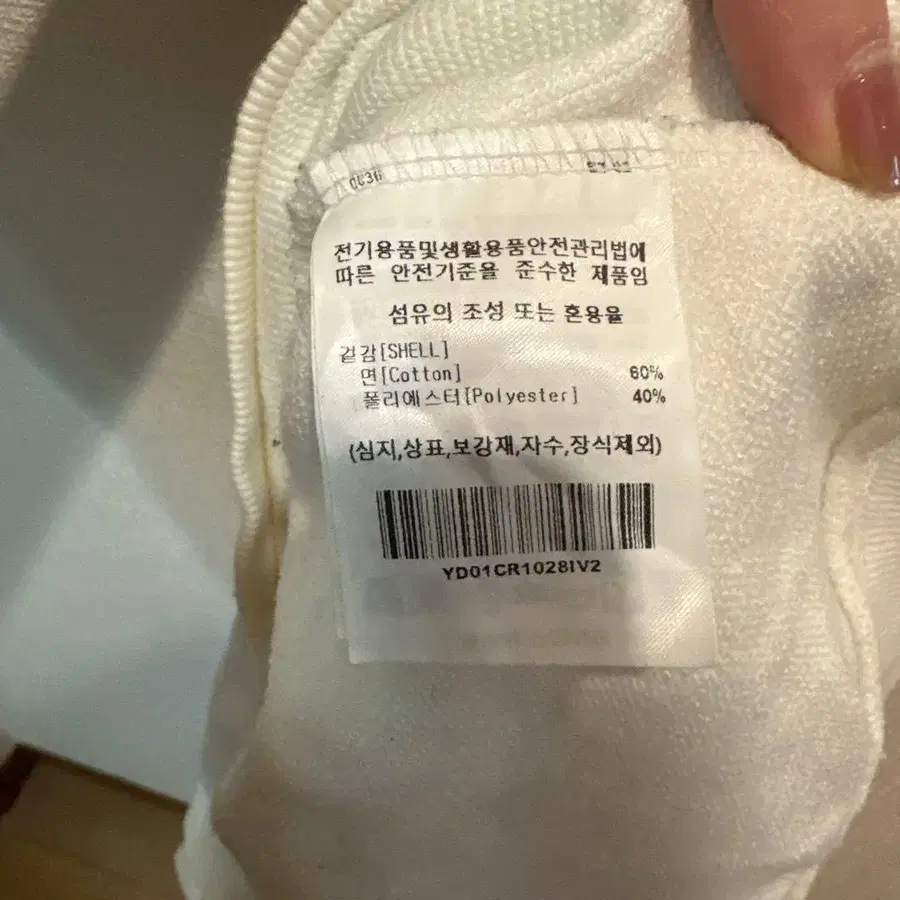 0636
전기용품및생활용품안전관리법에
따른 안전기준을 준수한 제품임
섬유의 조성 또는 혼용율
겉감[SHELL]
면[Cotton] 60%
폴리에스터[Polyester] 40%
(심지,상표,보강재,자수,장식제외)
YD01CR1028IV2